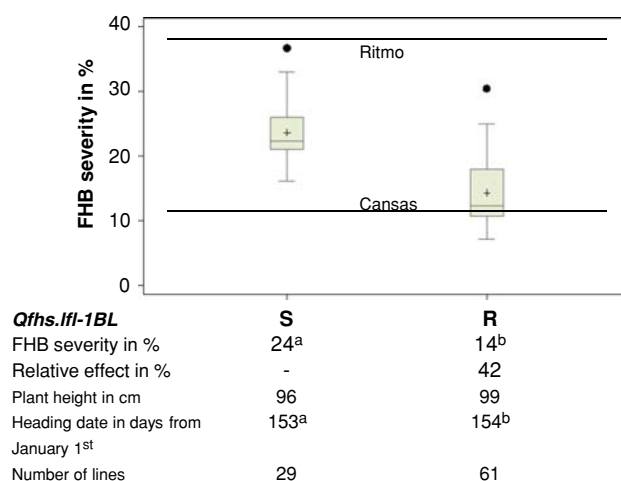 40
30
20
10
0
FHB severity in %
Ritmo
Cansas
Qfhs.lfl-1BL S R
FHB severity in % 24a 14b
Relative effect in % - 42
Plant height in cm 96 99
Heading date in days from 153a 154b
January 1st
Number of lines 29 61